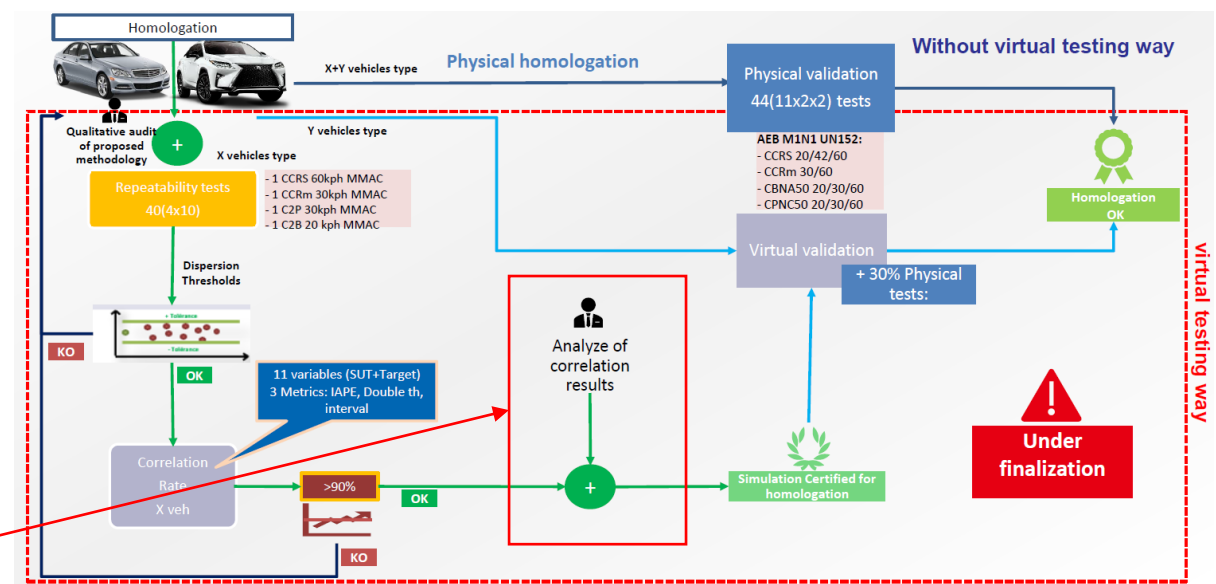 Homologation
Without virtual testing way
Physical homologation
X+Y vehicles type
Physical validation
44(11x2x2) tests
Qualitative audit
of proposed
methodology
+
Y vehicles type
X vehicles type
AEB M1N1 UN152:
- CCRS 20/42/60
- CCRm 30/60
- CBNA50 20/30/60
- CPNC50 20/30/60
Repeatability tests
40(4x10)
- 1 CCRS 60kph MMAC
- 1 CCRm 30kph MMAC
- 1 C2P 30kph MMAC
- 1 C2B 20 kph MMAC
Homologation
OK
Virtual validation
+ 30% Physical
tests:
virtual testing way
Dispersion
Thresholds
+ Tolérance
- Tolérance
KO
OK
Analyze of
correlation
results
11 variables (SUT+Target)
3 Metrics: IAPE, Double th,
interval
Correlation
Rate
X veh
>90%
OK
+
Simulation Certified for
homologation
Under
finalization
KO